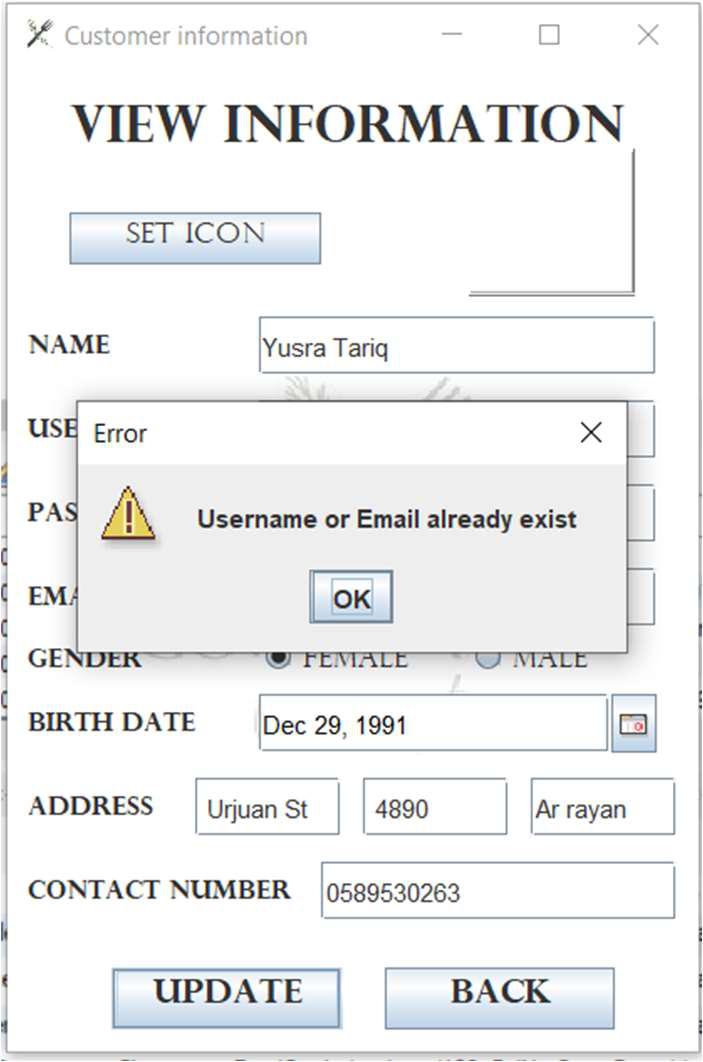 Customer information
VIEW INFORMATION
SET ICON
NAME Yusra Tariq
USE
Error
PAS
Username or Email already exist
OK
EMA
GENDER FEMALE MALE
BIRTH DATE Dec 29, 1991
ADDRESS Urjuan St 4890 Ar rayan
CONTACT NUMBER 0589530263
UPDATE BACK